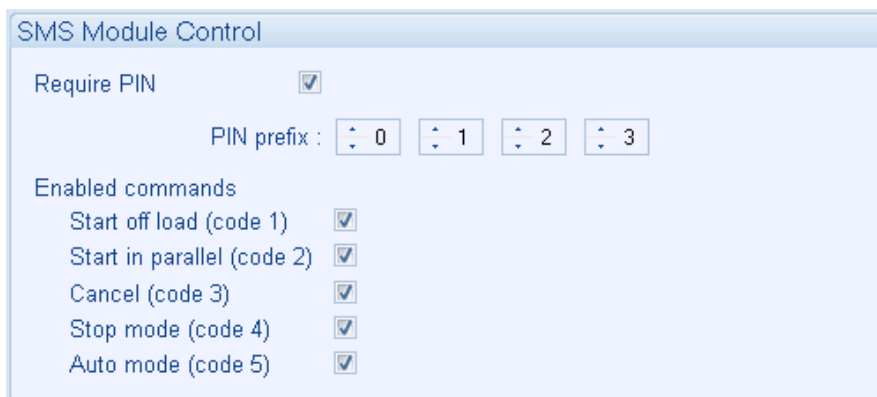 SMS Module Control
Require PIN
PIN prefix : 0 1 2 3
Enabled commands
Start off load (code 1)
Start in parallel (code 2)
Cancel (code 3)
Stop mode (code 4)
Auto mode (code 5)